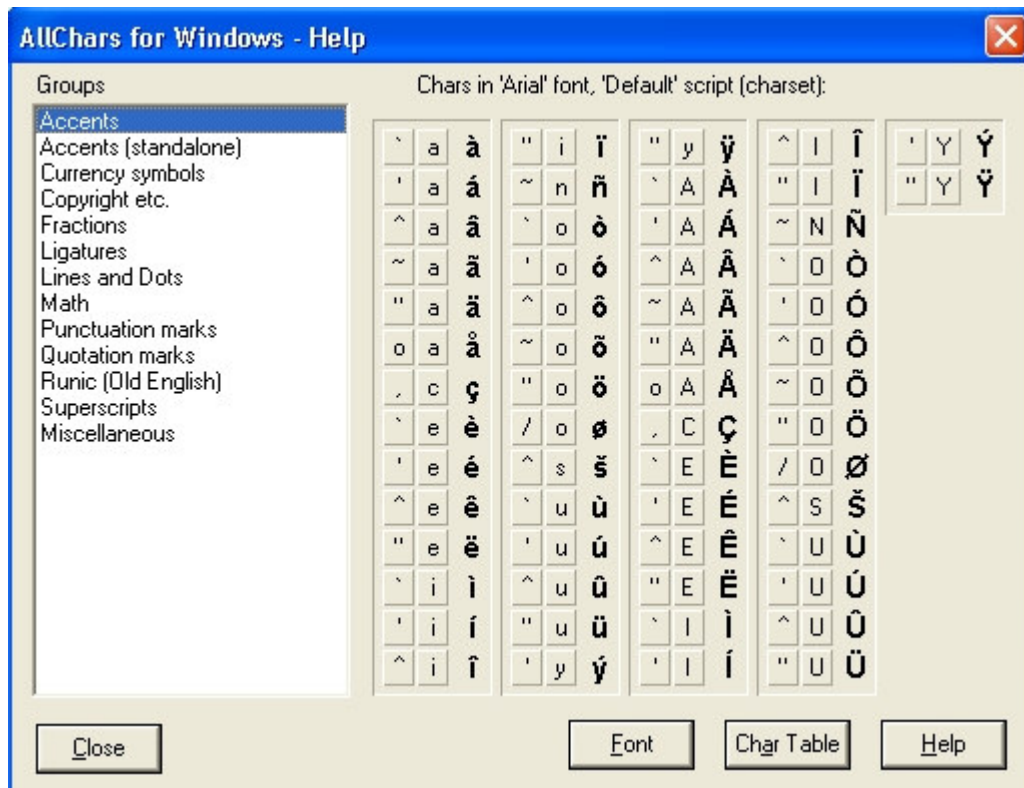 AllChars for Windows - Help
Groups
Chars in 'Arial' font, 'Default' script (charset):
Accents
Accents (standalone)
Currency symbols
Copyright etc.
Fractions
Ligatures
Lines and Dots
Math
Punctuation marks
Quotation marks
Runic (Old English)
Superscripts
Miscellaneous
` a à
' a á
^ a â
~ a ã
" a ä
o a å
, c ç
` e è
' e é
^ e ê
" e ë
` i ì
' i í
^ i î
" i ï
~ n ñ
` o ò
' o ó
^ o ô
~ o õ
" o ö
/ o ø
^ s š
` u ù
' u ú
^ u û
" u ü
' y ý
" y ÿ
` A À
' A Á
^ A Â
~ A Ã
" A Ä
o A Å
, C Ç
` E È
' E É
^ E Ê
" E Ë
` I Ì
' I Í
^ I Î
" I Ï
~ N Ñ
` O Ò
' O Ó
^ O Ô
~ O Õ
" O Ö
/ O Ø
^ S Š
` U Ù
' U Ú
^ U Û
" U Ü
' Y Ý
" Y Ÿ
Close
Font
Char Table
Help